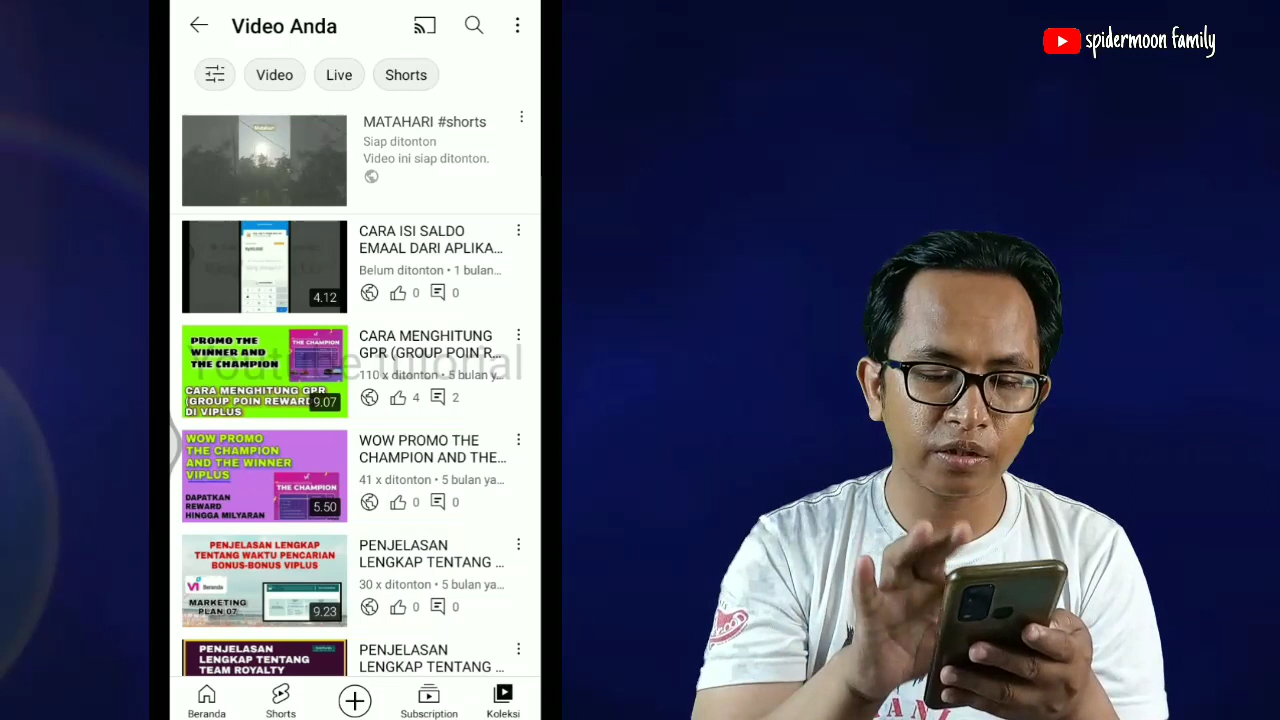 Video Anda
spidermoon family
Video
Live
Shorts
MATAHARI #shorts
Siap ditonton
Video ini siap ditonton.
CARA ISI SALDO
EMAAL DARI APLIKA...
Belum ditonton • 1 bulan...
0
0
4.12
PROMO THE
WINNER AND
THE CHAMPION
THE CHAMPION
CARA MENGHITUNG GPR
(GROUP POIN REWARD
DI VIPLUS
9.07
CARA MENGHITUNG
GPR (GROUP POIN R...
110 x ditonton • 5 bulan y...
4
2
Youtube tutorial
WOW PROMO
THE CHAMPION
AND THE WINNER
VIPLUS
THE CHAMPION
DAPATKAN
REWARD
HINGGA MILYARAN
5.50
WOW PROMO THE
CHAMPION AND THE...
41 x ditonton • 5 bulan ya...
0
0
PENJELASAN LENGKAP
TENTANG WAKTU PENCARIAN
BONUS-BONUS VIPLUS
Beranda
MARKETING
PLAN 07
9.23
PENJELASAN
LENGKAP TENTANG ...
30 x ditonton • 5 bulan ya...
0
0
PENJELASAN
LENGKAP TENTANG
TEAM ROYALTY
PENJELASAN
LENGKAP TENTANG ...
Beranda
Shorts
Subscription
Koleksi